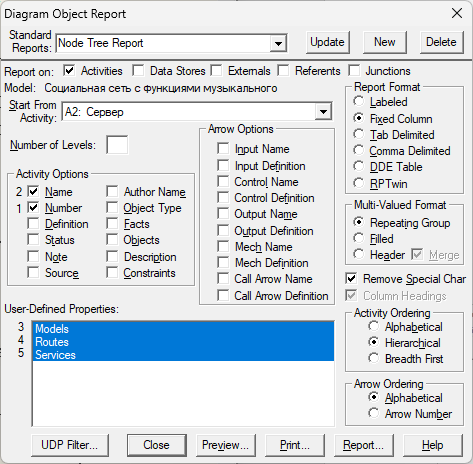 Diagram Object Report
Standard Reports: Node Tree Report Update New Delete
Report on: Activities Data Stores Externals Referents Junctions
Model: Социальная сеть с функциями музыкального
Start From Activity: A2: Сервер
Number of Levels:
Activity Options
2 Name Author Name
1 Number Object Type
Definition Facts
Status Objects
Note Description
Source Constraints
Arrow Options
Input Name
Input Definition
Control Name
Control Definition
Output Name
Output Definition
Mech Name
Mech Definition
Call Arrow Name
Call Arrow Definition
Report Format
Labeled
Fixed Column
Tab Delimited
Comma Delimited
DDE Table
RPTwin
Multi-Valued Format
Repeating Group
Filled
Header Merge
Remove Special Char
Column Headings
Activity Ordering
Alphabetical
Hierarchical
Breadth First
Arrow Ordering
Alphabetical
Arrow Number
User-Defined Properties:
3 Models
4 Routes
5 Services
UDP Filter... Close Preview... Print... Report... Help